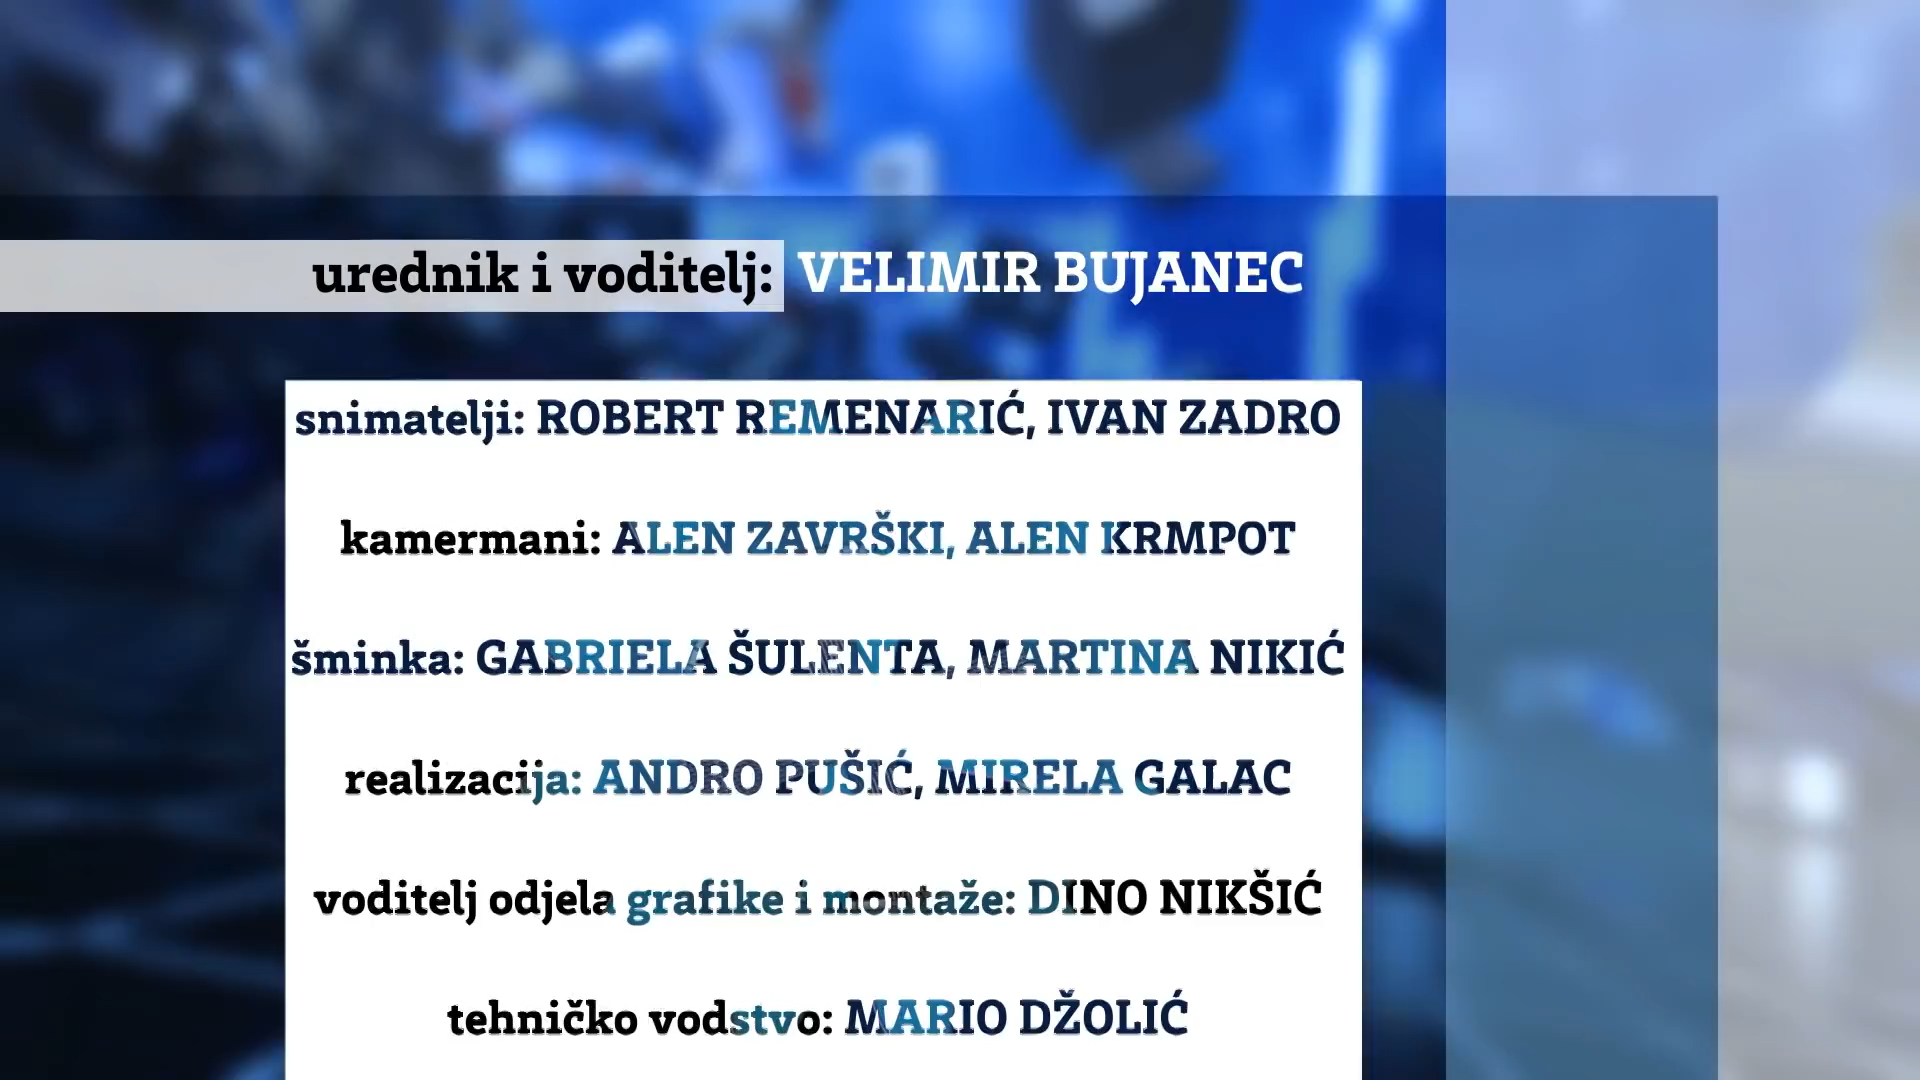 urednik i voditelj: VELIMIR BUJANEC
snimatelji: ROBERT REMENARIĆ, IVAN ZADRO
kamermani: ALEN ZAVRŠKI, ALEN KRMPOT
šminka: GABRIELA ŠULENTA, MARTINA NIKIĆ
realizacija: ANDRO PUŠIĆ, MIRELA GALAC
voditelj odjela grafike i montaže: DINO NIKŠIĆ
tehničko vodstvo: MARIO DŽOLIĆ